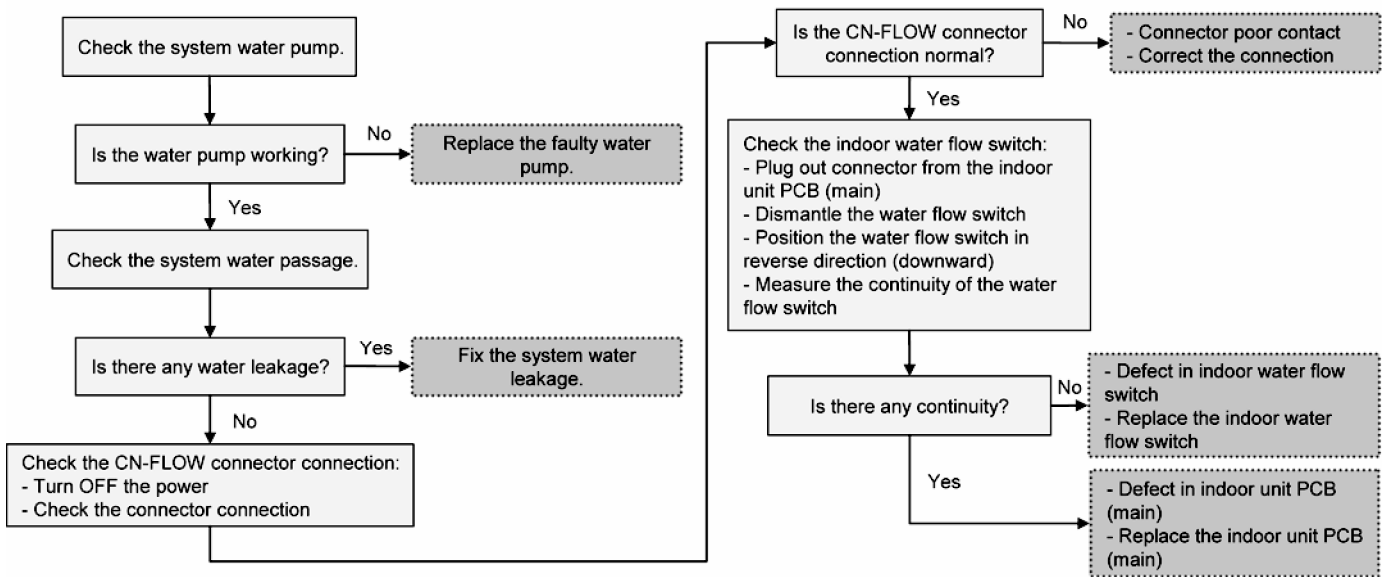 Check the system water pump.
Is the water pump working?
No
Replace the faulty water
pump.
Yes
Check the system water passage.
Is there any water leakage?
Yes
Fix the system water
leakage.
No
Check the CN-FLOW connector connection:
- Turn OFF the power
- Check the connector connection
Is the CN-FLOW connector
connection normal?
No
- Connector poor contact
- Correct the connection
Yes
Check the indoor water flow switch:
- Plug out connector from the indoor
unit PCB (main)
- Dismantle the water flow switch
- Position the water flow switch in
reverse direction (downward)
- Measure the continuity of the water
flow switch
Is there any continuity?
No
- Defect in indoor water flow
switch
- Replace the indoor water
flow switch
Yes
- Defect in indoor unit PCB
(main)
- Replace the indoor unit PCB
(main)